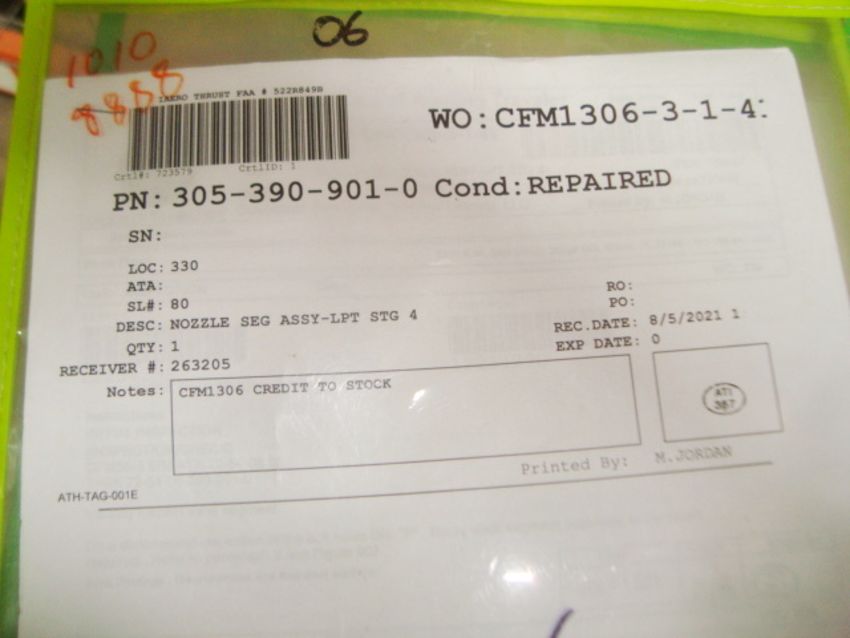 06
1010
8888
IAERO THRUST FAA # 522R849B
WO:CFM1306-3-1-4
Crtl#: 723579 CrtlID: 1
PN: 305-390-901-0 Cond:REPAIRED
SN:
LOC: 330
ATA:
SL#: 80
RO:
PO:
DESC: NOZZLE SEG ASSY-LPT STG 4
REC.DATE: 8/5/2021 1
QTY: 1
EXP DATE: 0
RECEIVER #: 263205
Notes: CFM1306 CREDIT TO STOCK
ATI
367
Printed By: M.JORDAN
ATH-TAG-001E